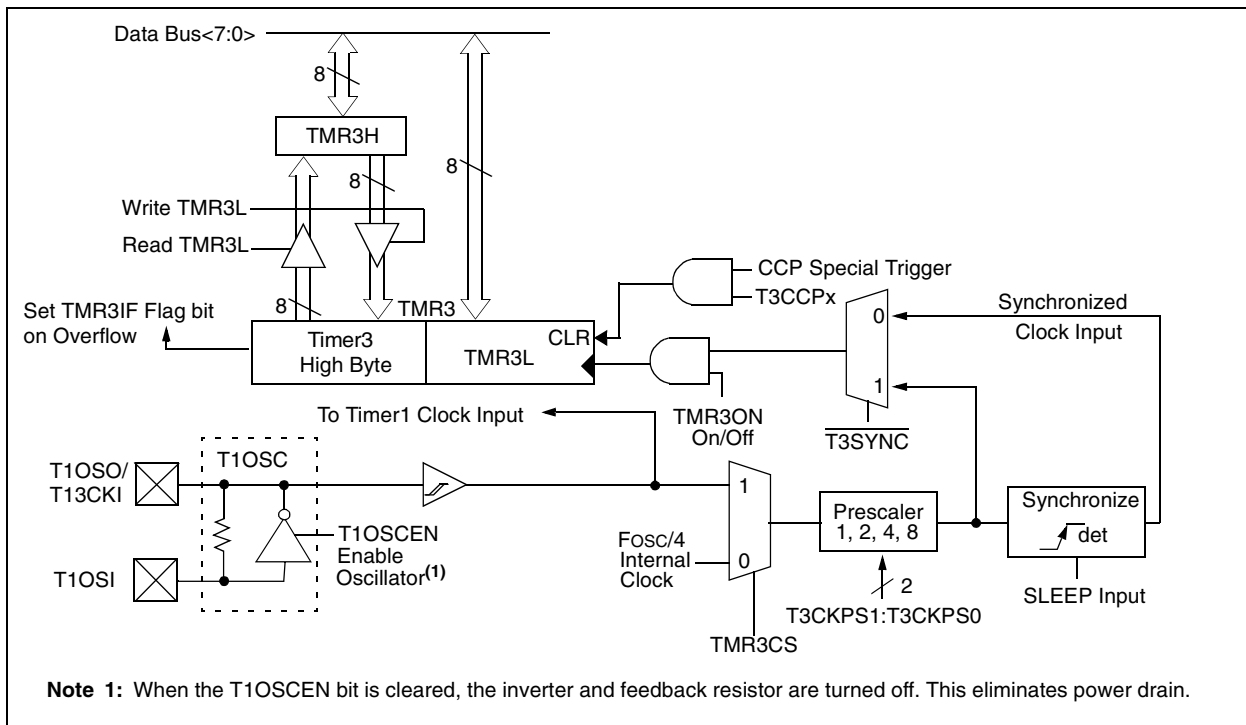 Data Bus<7:0>
8
TMR3H
8
8
Write TMR3L
Read TMR3L
8
TMR3
CCP Special Trigger
T3CCPx
Set TMR3IF Flag bit
on Overflow
Timer3
High Byte
TMR3L
CLR
0
1
Synchronized
Clock Input
TMR3ON
On/Off
T3SYNC
To Timer1 Clock Input
T1OSC
T1OSO/
T13CKI
T1OSI
T1OSCEN
Enable
Oscillator(1)
FOSC/4
Internal
Clock
1
0
TMR3CS
Prescaler
1, 2, 4, 8
2
T3CKPS1:T3CKPS0
Synchronize
det
SLEEP Input
Note 1: When the T1OSCEN bit is cleared, the inverter and feedback resistor are turned off. This eliminates power drain.